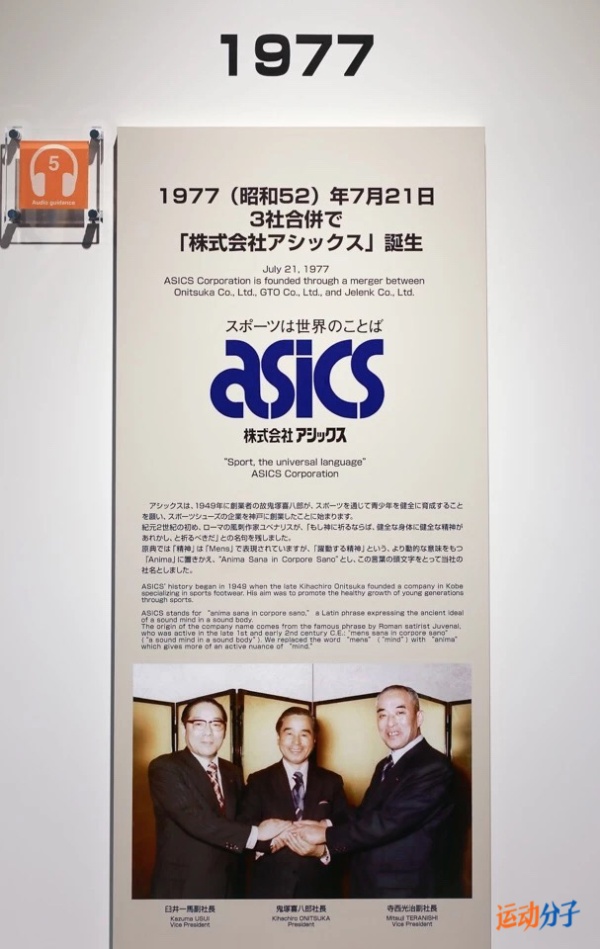 1977
5
Audio guidance
1977（昭和52）年7月21日
3社合併で
「株式会社アシックス」誕生
July 21, 1977
ASICS Corporation is founded through a merger between
Onitsuka Co., Ltd., GTO Co., Ltd., and Jelenk Co., Ltd.
スポーツは世界のことば
asics
株式会社アシックス
"Sport, the universal language"
ASICS Corporation
アシックスは、1949年に創業者の故鬼塚喜八郎が、スポーツを通じて青少年を健全に育成すること
を願い、スポーツシューズの企業を神戸に創業したことに始まります。
紀元2世紀の初め、ローマの風刺作家ユベナリスが、「もし神に祈るならば、健全な身体に健全な精神が
あれかし、と祈るべきだ」との名句を残しました。
原典では「精神」は「Mens」で表現されていますが、「躍動する精神」という、より動的な意味をもつ
「Anima」に置きかえ、"Anima Sana in Corpore Sano"とし、この言葉の頭文字をとって当社の
社名としました。
ASICS' history began in 1949 when the late Kihachiro Onitsuka founded a company in Kobe
specializing in sports footwear. His aim was to promote the healthy growth of young generations
through sports.
ASICS stands for "anima sana in corpore sano," a Latin phrase expressing the ancient ideal
of a sound mind in a sound body.
The origin of the company name comes from the famous phrase by Roman satirist Juvenal,
who was active in the late 1st and early 2nd century C.E.: "mens sana in corpore sano"
("a sound mind in a sound body"). We replaced the word "mens" ("mind") with "anima"
which gives more of an active nuance of "mind."
臼井一馬副社長
Kazuma USUI
Vice President
鬼塚喜八郎社長
Kihachiro ONITSUKA
President
寺西光治副社長
Mitsuji TERANISHI
Vice President
运动分子